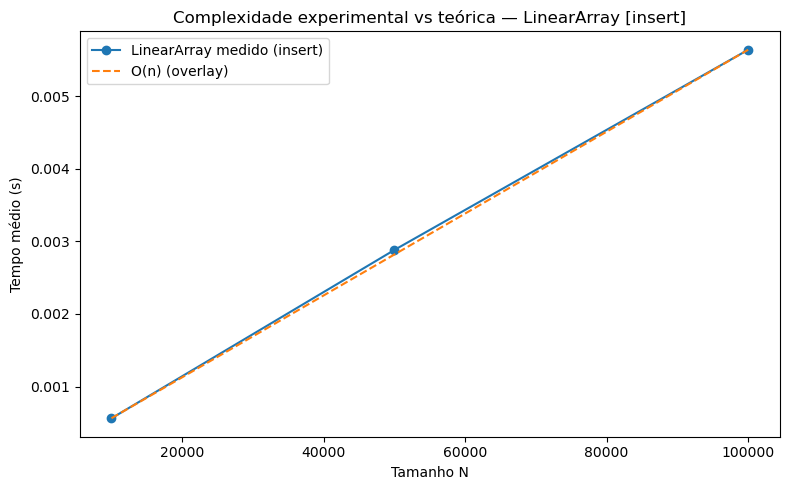 Complexidade experimental vs teórica — LinearArray [insert]
LinearArray medido (insert)
O(n) (overlay)
Tempo médio (s)
0.005
0.004
0.003
0.002
0.001
20000
40000
60000
80000
100000
Tamanho N